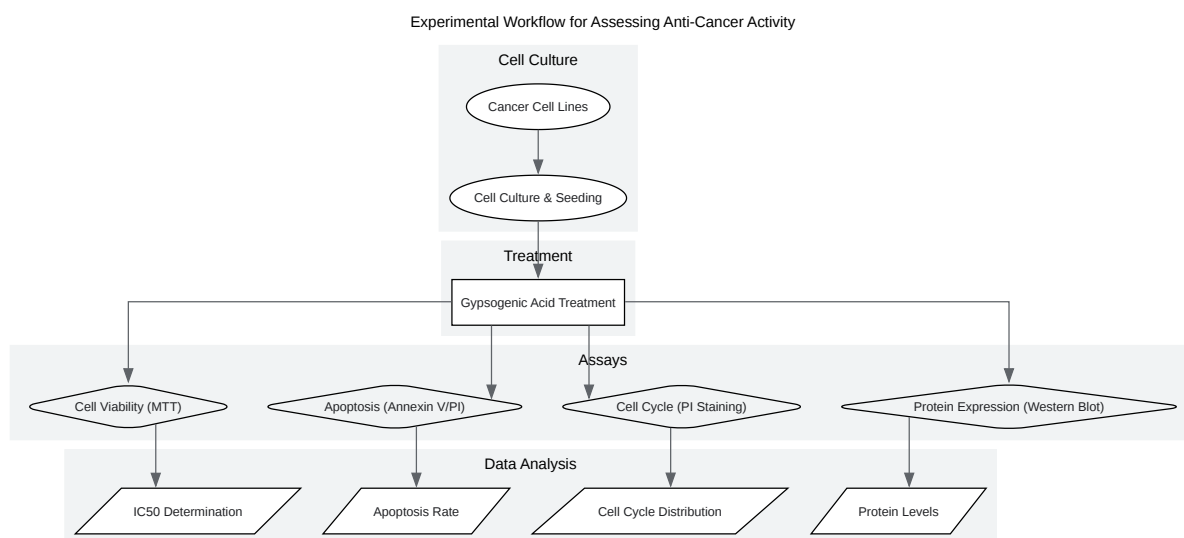 Experimental Workflow for Assessing Anti-Cancer Activity
Cell Culture
Cancer Cell Lines
Cell Culture & Seeding
Treatment
Gypsogenic Acid Treatment
Assays
Cell Viability (MTT)
Apoptosis (Annexin V/PI)
Cell Cycle (PI Staining)
Protein Expression (Western Blot)
Data Analysis
IC50 Determination
Apoptosis Rate
Cell Cycle Distribution
Protein Levels